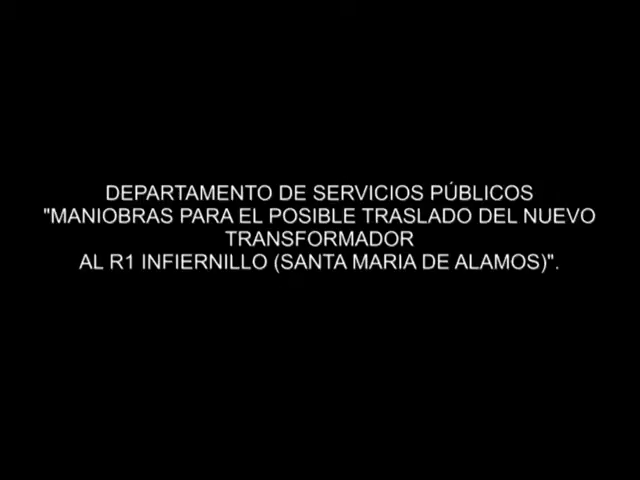 DEPARTAMENTO DE SERVICIOS PÚBLICOS
"MANIOBRAS PARA EL POSIBLE TRASLADO DEL NUEVO
TRANSFORMADOR
AL R1 INFIERNILLO (SANTA MARIA DE ALAMOS)".